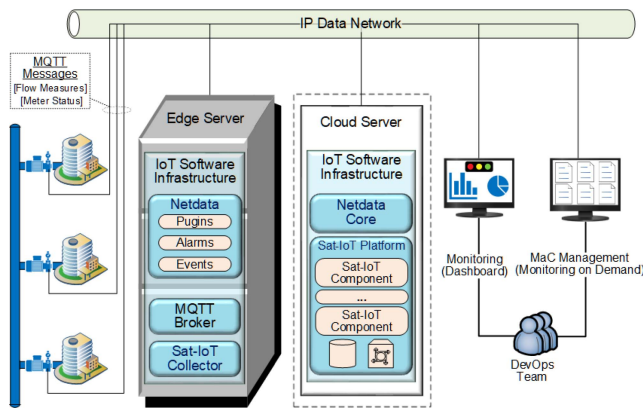 IP Data Network
MQTT
Messages
[Flow Measures]
[Meter Status]
Edge Server
IoT Software
Infrastructure
Netdata
Pugins
Alarms
Events
MQTT
Broker
Sat-IoT
Collector
Cloud Server
IoT Software
Infrastructure
Netdata
Core
Sat-IoT Platform
Sat-IoT
Component
...
Sat-IoT
Component
Monitoring
(Dashboard)
MaC Management
(Monitoring on Demand)
DevOps
Team